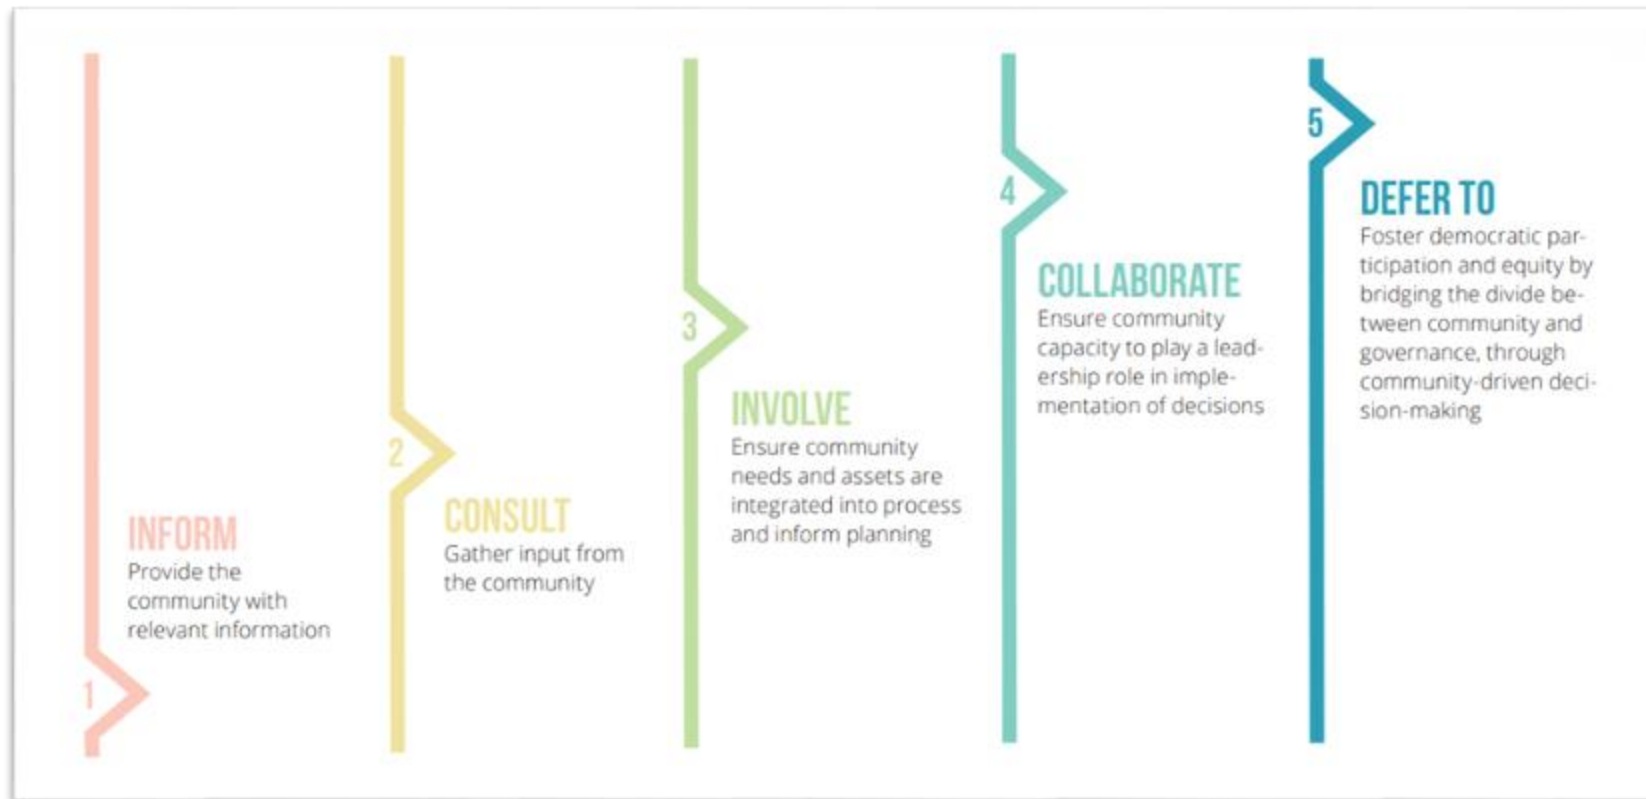 1
INFORM
Provide the
community with
relevant information
2
CONSULT
Gather input from
the community
3
INVOLVE
Ensure community
needs and assets are
integrated into process
and inform planning
4
COLLABORATE
Ensure community
capacity to play a lead-
ership role in imple-
mentation of decisions
5
DEFER TO
Foster democratic par-
ticipation and equity by
bridging the divide be-
tween community and
governance, through
community-driven deci-
sion-making